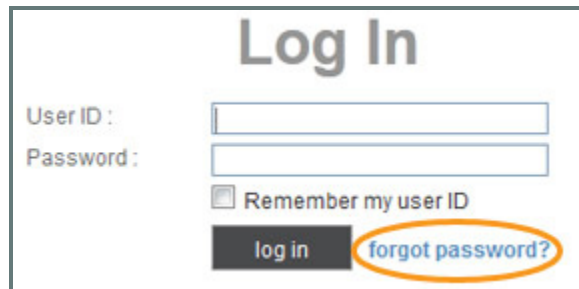 Log In
User ID :
Password :
Remember my user ID
log in forgot password?